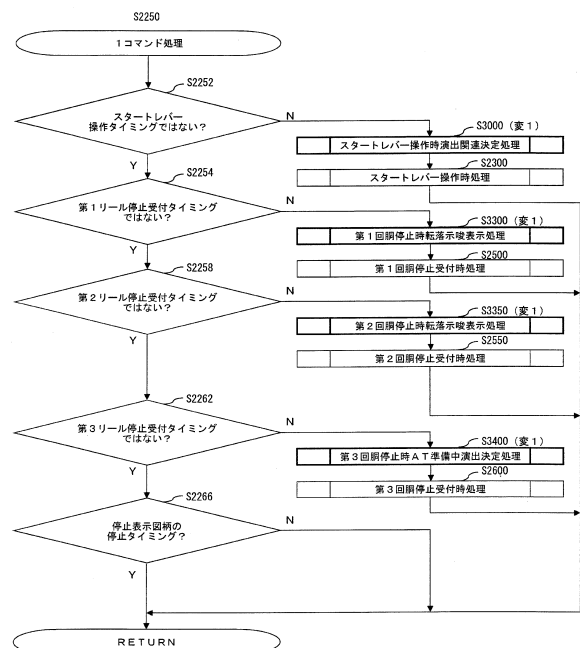 S2250
1コマンド処理
S2252
スタートレバー
操作タイミングではない?
N
Y
S3000 (変1)
スタートレバー操作時演出関連決定処理
S2300
スタートレバー操作時処理
S2254
第1リール停止受付タイミング
ではない?
N
Y
S3300 (変1)
第1回胴停止時転落示唆表示処理
S2500
第1回胴停止受付時処理
S2258
第2リール停止受付タイミング
ではない?
N
Y
S3350 (変1)
第2回胴停止時転落示唆表示処理
S2550
第2回胴停止受付時処理
S2262
第3リール停止受付タイミング
ではない?
N
Y
S3400 (変1)
第3回胴停止時AT準備中演出決定処理
S2600
第3回胴停止受付時処理
S2266
停止表示図柄の
停止タイミング?
N
Y
RETURN